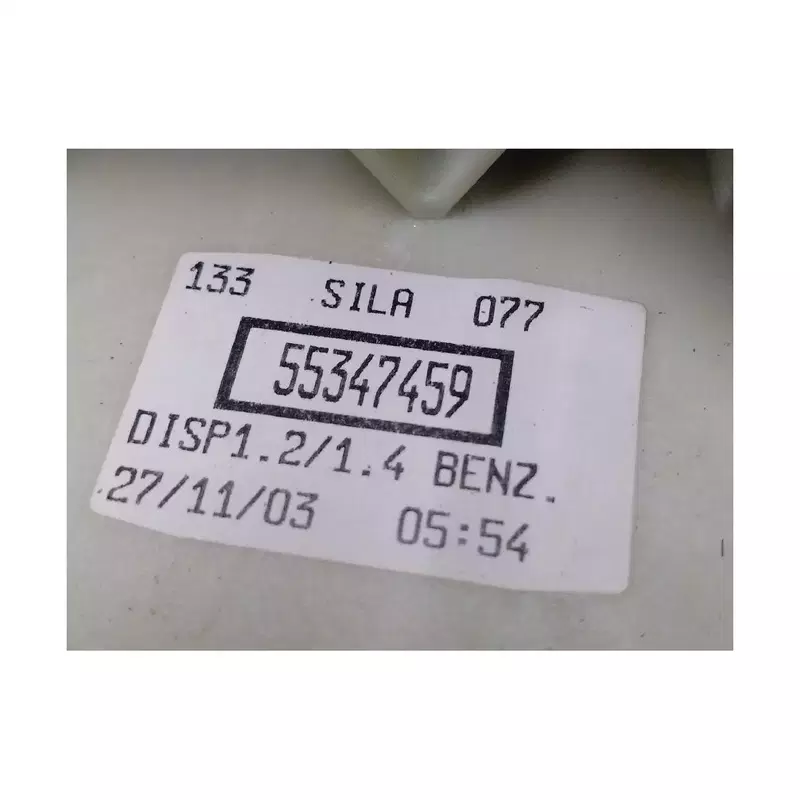 133 SILA 077
55347459
DISP1.2/1.4 BENZ.
27/11/03 05:54